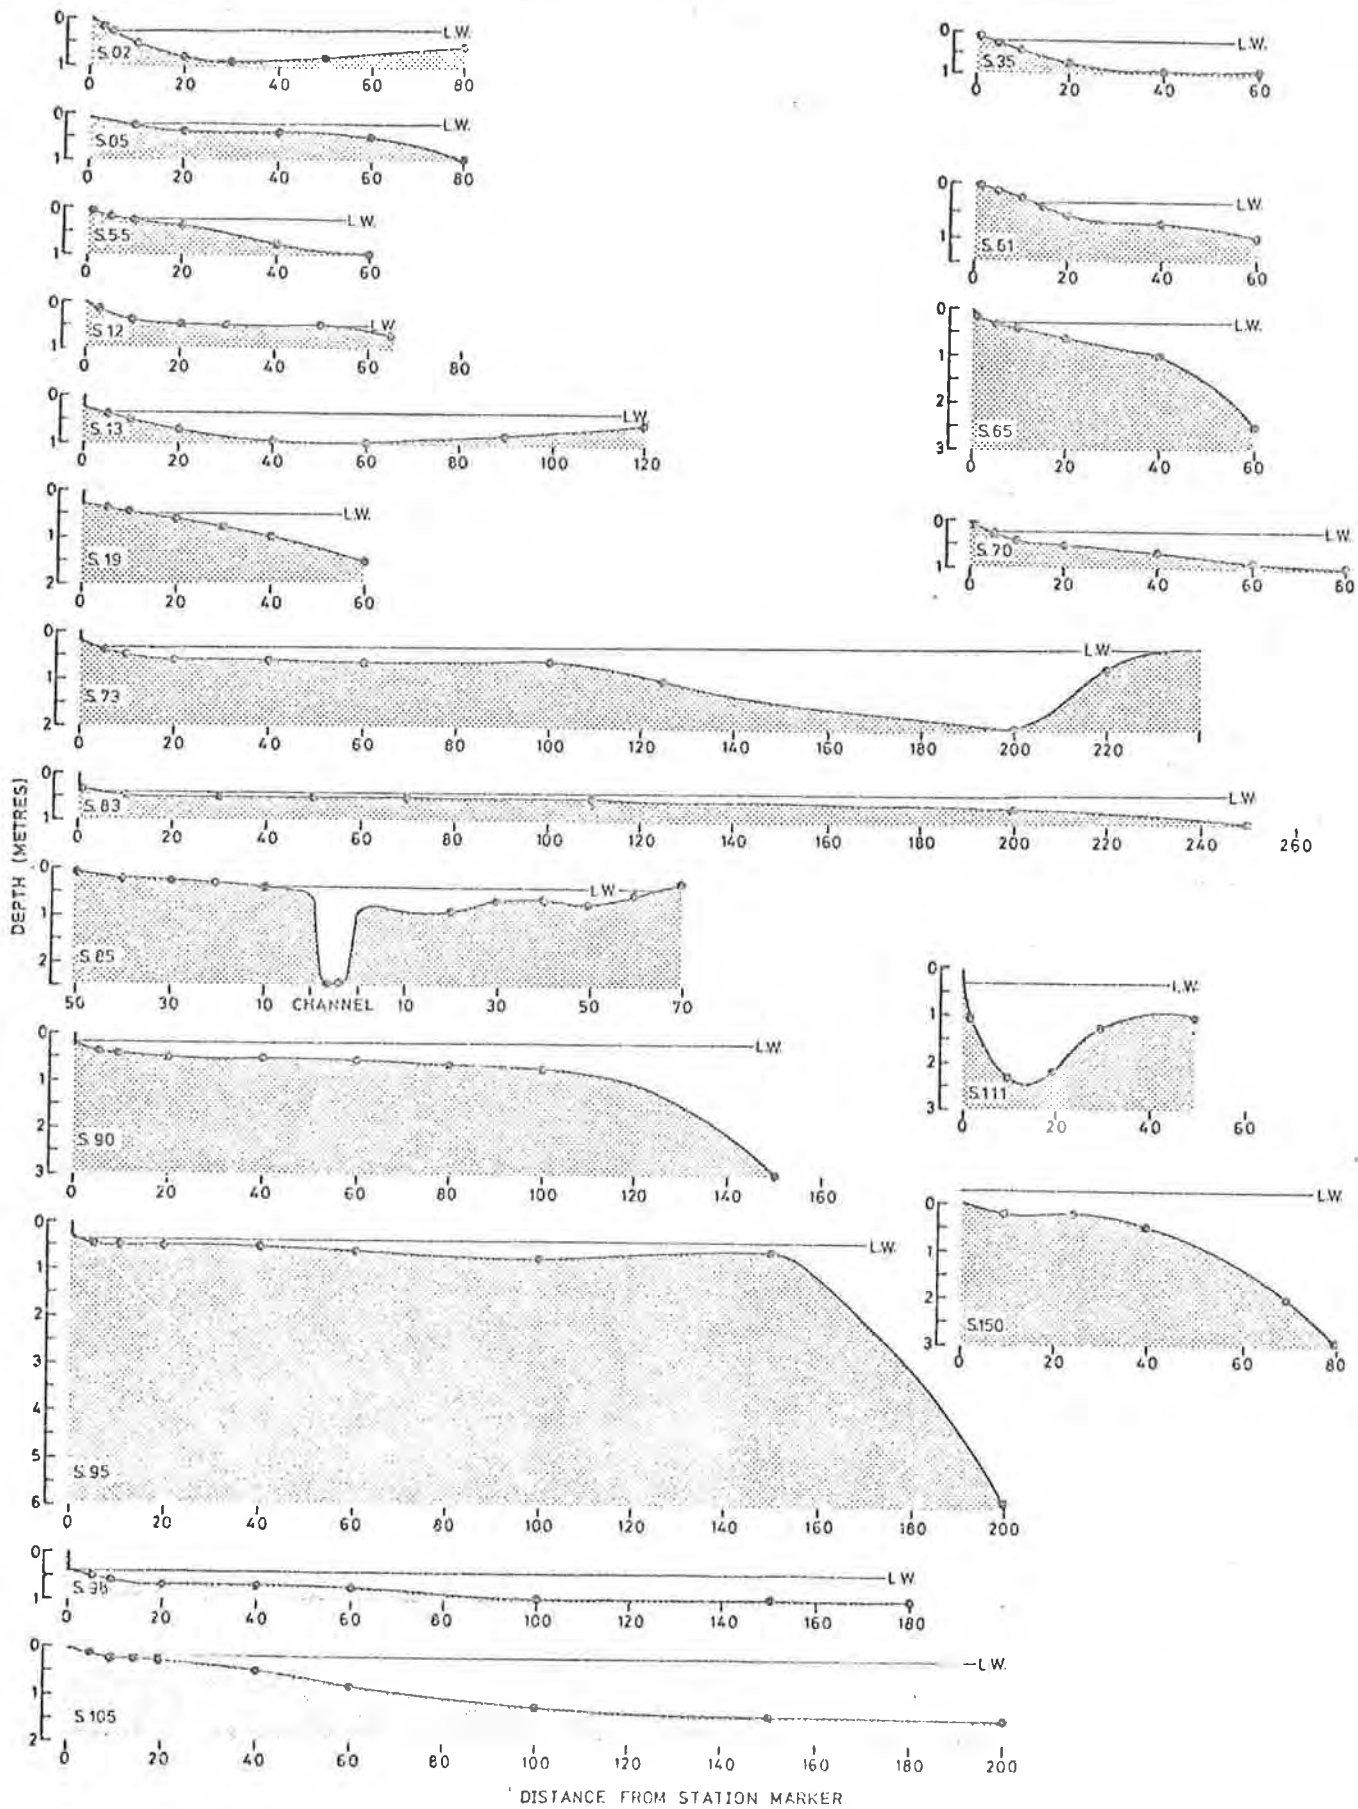 0
L.W.
S.02
1
0 20 40 60 80
0
L.W.
S.35
1
0 20 40 60
0
L.W.
S.05
1
0 20 40 60 80
0
L.W.
S.55
1
0 20 40 60
0
L.W.
S.61
1
0 20 40 60
0
L.W
S.12
1
0 20 40 60 80
0
L.W.
1
2
S.65
3
0 20 40 60
0
L.W.
S.13
1
0 20 40 60 80 100 120
0
L.W.
1
S.19
2
0 20 40 60
0
L.W.
S.70
1
0 20 40 60 80
0
L.W.
1
S.73
2
0 20 40 60 80 100 120 140 160 180 200 220
0
L.W.
S.83
1
0 20 40 60 80 100 120 140 160 180 200 220 240 260
DEPTH (METRES)
0
L.W.
1
2
S.85
50 30 10 CHANNEL 10 30 50 70
0
L.W.
1
2
S.111
3
0 20 40 60
0
L.W.
1
2
S.90
3
0 20 40 60 80 100 120 140 160
L.W.
0
1
2
S.150
3
0 20 40 60 80
0
L.W.
1
2
3
4
5
S.95
6
0 20 40 60 80 100 120 140 160 180 200
0
L.W.
1
0 20 40 60 80 100 120 140 160 180
0
L.W.
1
S.105
2
0 20 40 60 80 100 120 140 160 180 200
DISTANCE FROM STATION MARKER